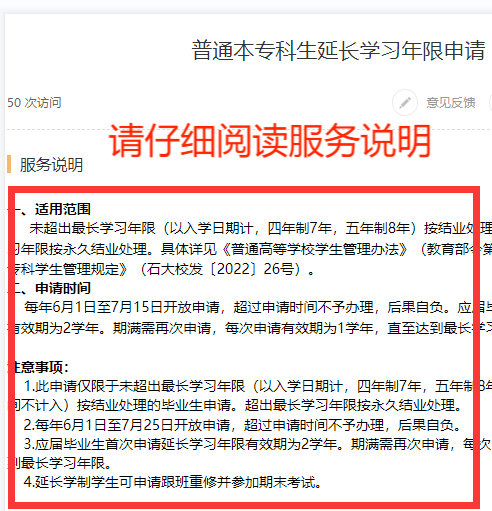 普通本专科生延长学习年限申请
50 次访问
意见反馈
请仔细阅读服务说明
服务说明
一、适用范围
未超出最长学习年限（以入学日期计，四年制7年，五年制8年）按结业处理
习年限按永久结业处理。具体详见《普通高等学校学生管理办法》（教育部令第
专科学生管理规定》（石大校发〔2022〕26号）。
二、申请时间
每年6月1日至7月15日开放申请，超过申请时间不予办理，后果自负。应届毕
有效期为2学年。期满需再次申请，每次申请有效期为1学年，直至达到最长学习
注意事项：
1.此申请仅限于未超出最长学习年限（以入学日期计，四年制7年，五年制8年
间不计入）按结业处理的毕业生申请。超出最长学习年限按永久结业处理。
2.每年6月1日至7月25日开放申请，超过申请时间不予办理，后果自负。
3.应届毕业生首次申请延长学习年限有效期为2学年。期满需再次申请，每次
到最长学习年限。
4.延长学制学生可申请跟班重修并参加期末考试。